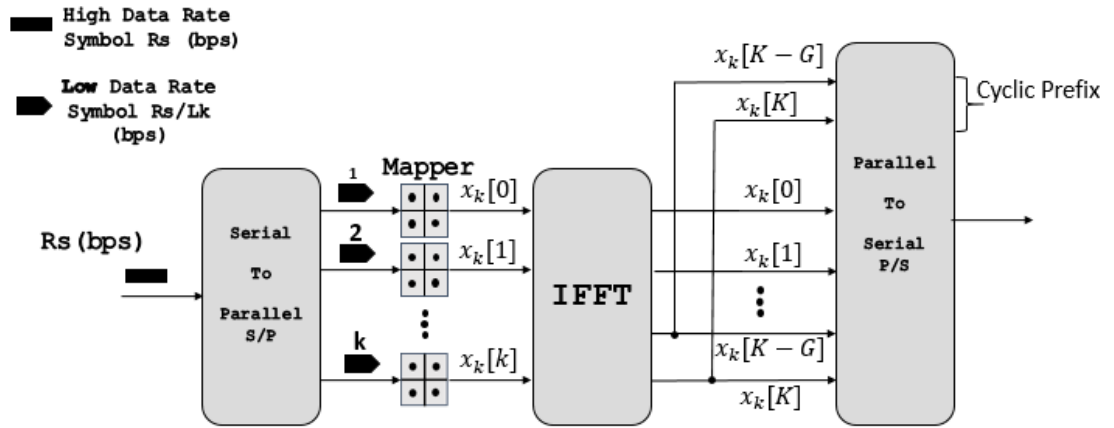 High Data Rate
Symbol Rs (bps)
Low Data Rate
Symbol Rs/Lk
(bps)
Rs(bps)
Serial
To
Parallel
S/P
1
2
k
Mapper
x_k[0]
x_k[1]
x_k[k]
IFFT
x_k[K − G]
x_k[K]
x_k[0]
x_k[1]
x_k[K − G]
x_k[K]
Parallel
To
Serial
P/S
Cyclic Prefix